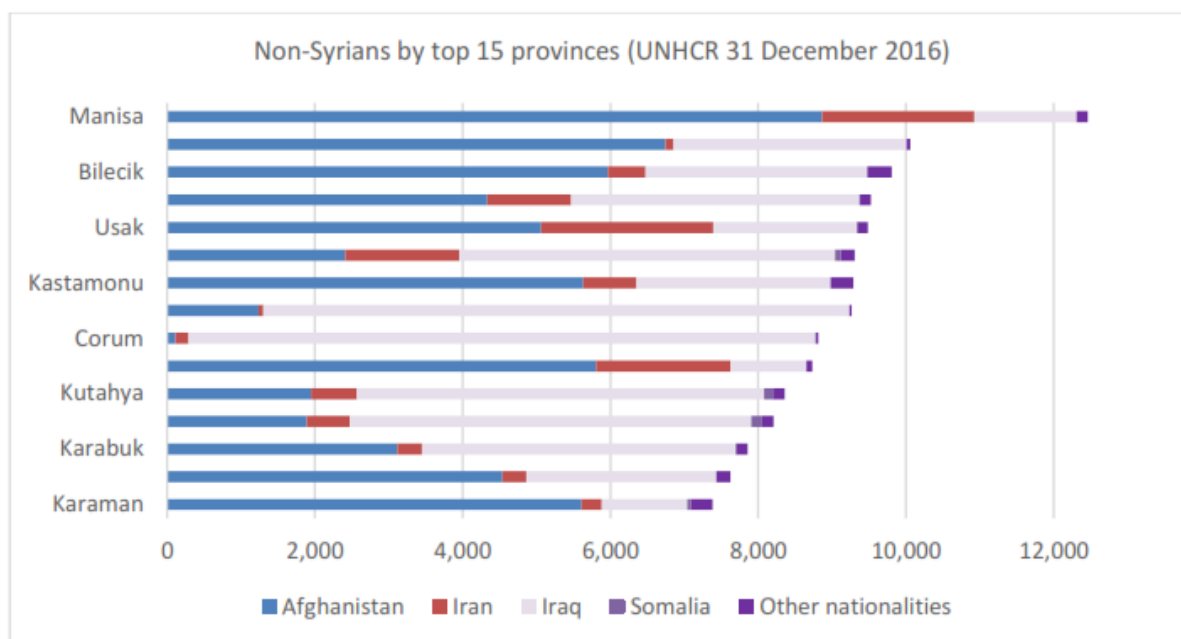 Non-Syrians by top 15 provinces (UNHCR 31 December 2016)
Manisa
Bilecik
Usak
Kastamonu
Corum
Kutahya
Karabuk
Karaman
0 2,000 4,000 6,000 8,000 10,000 12,000
Afghanistan Iran Iraq Somalia Other nationalities